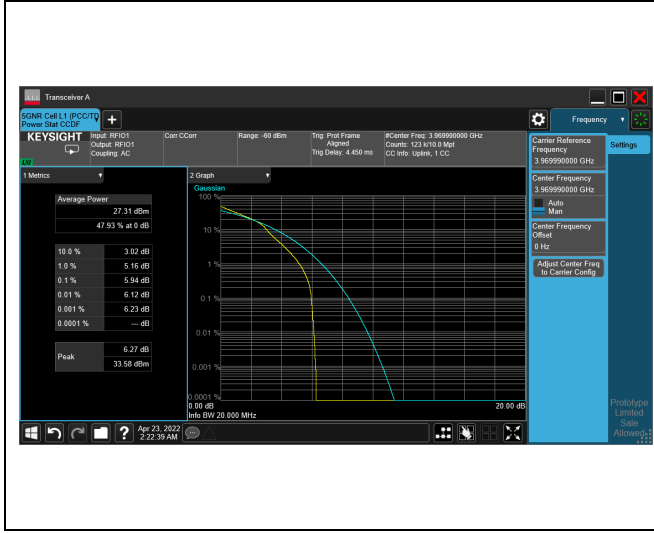 Transceiver A
5GNR Cell L1 (PCC/TD
Power Stat CCDF
Frequency
KEYSIGHT
Input: RFIO1
Output: RFIO1
Coupling: AC
Corr CCorr
Range: -60 dBm
Trig: Prot Frame
Aligned
Trig Delay: 4.450 ms
#Center Freq: 3.969990000 GHz
Counts: 123 k/10.0 Mpt
CC Info: Uplink, 1 CC
1 Metrics
Average Power
27.31 dBm
47.93 % at 0 dB
10.0 % 3.02 dB
1.0 % 5.16 dB
0.1 % 5.94 dB
0.01 % 6.12 dB
0.001 % 6.23 dB
0.0001 % --- dB
Peak
6.27 dB
33.58 dBm
2 Graph
Gaussian
100 %
10 %
1 %
0.1 %
0.01 %
0.001 %
0.0001 %
0.00 dB
20.00 dB
Info BW 20.000 MHz
Carrier Reference
Frequency
3.969990000 GHz
Center Frequency
3.969990000 GHz
Auto
Man
Center Frequency
Offset
0 Hz
Adjust Center Freq
to Carrier Config
Settings
Prototype
Limited
Sale
Allowed
?
Apr 23, 2022
2:22:39 AM